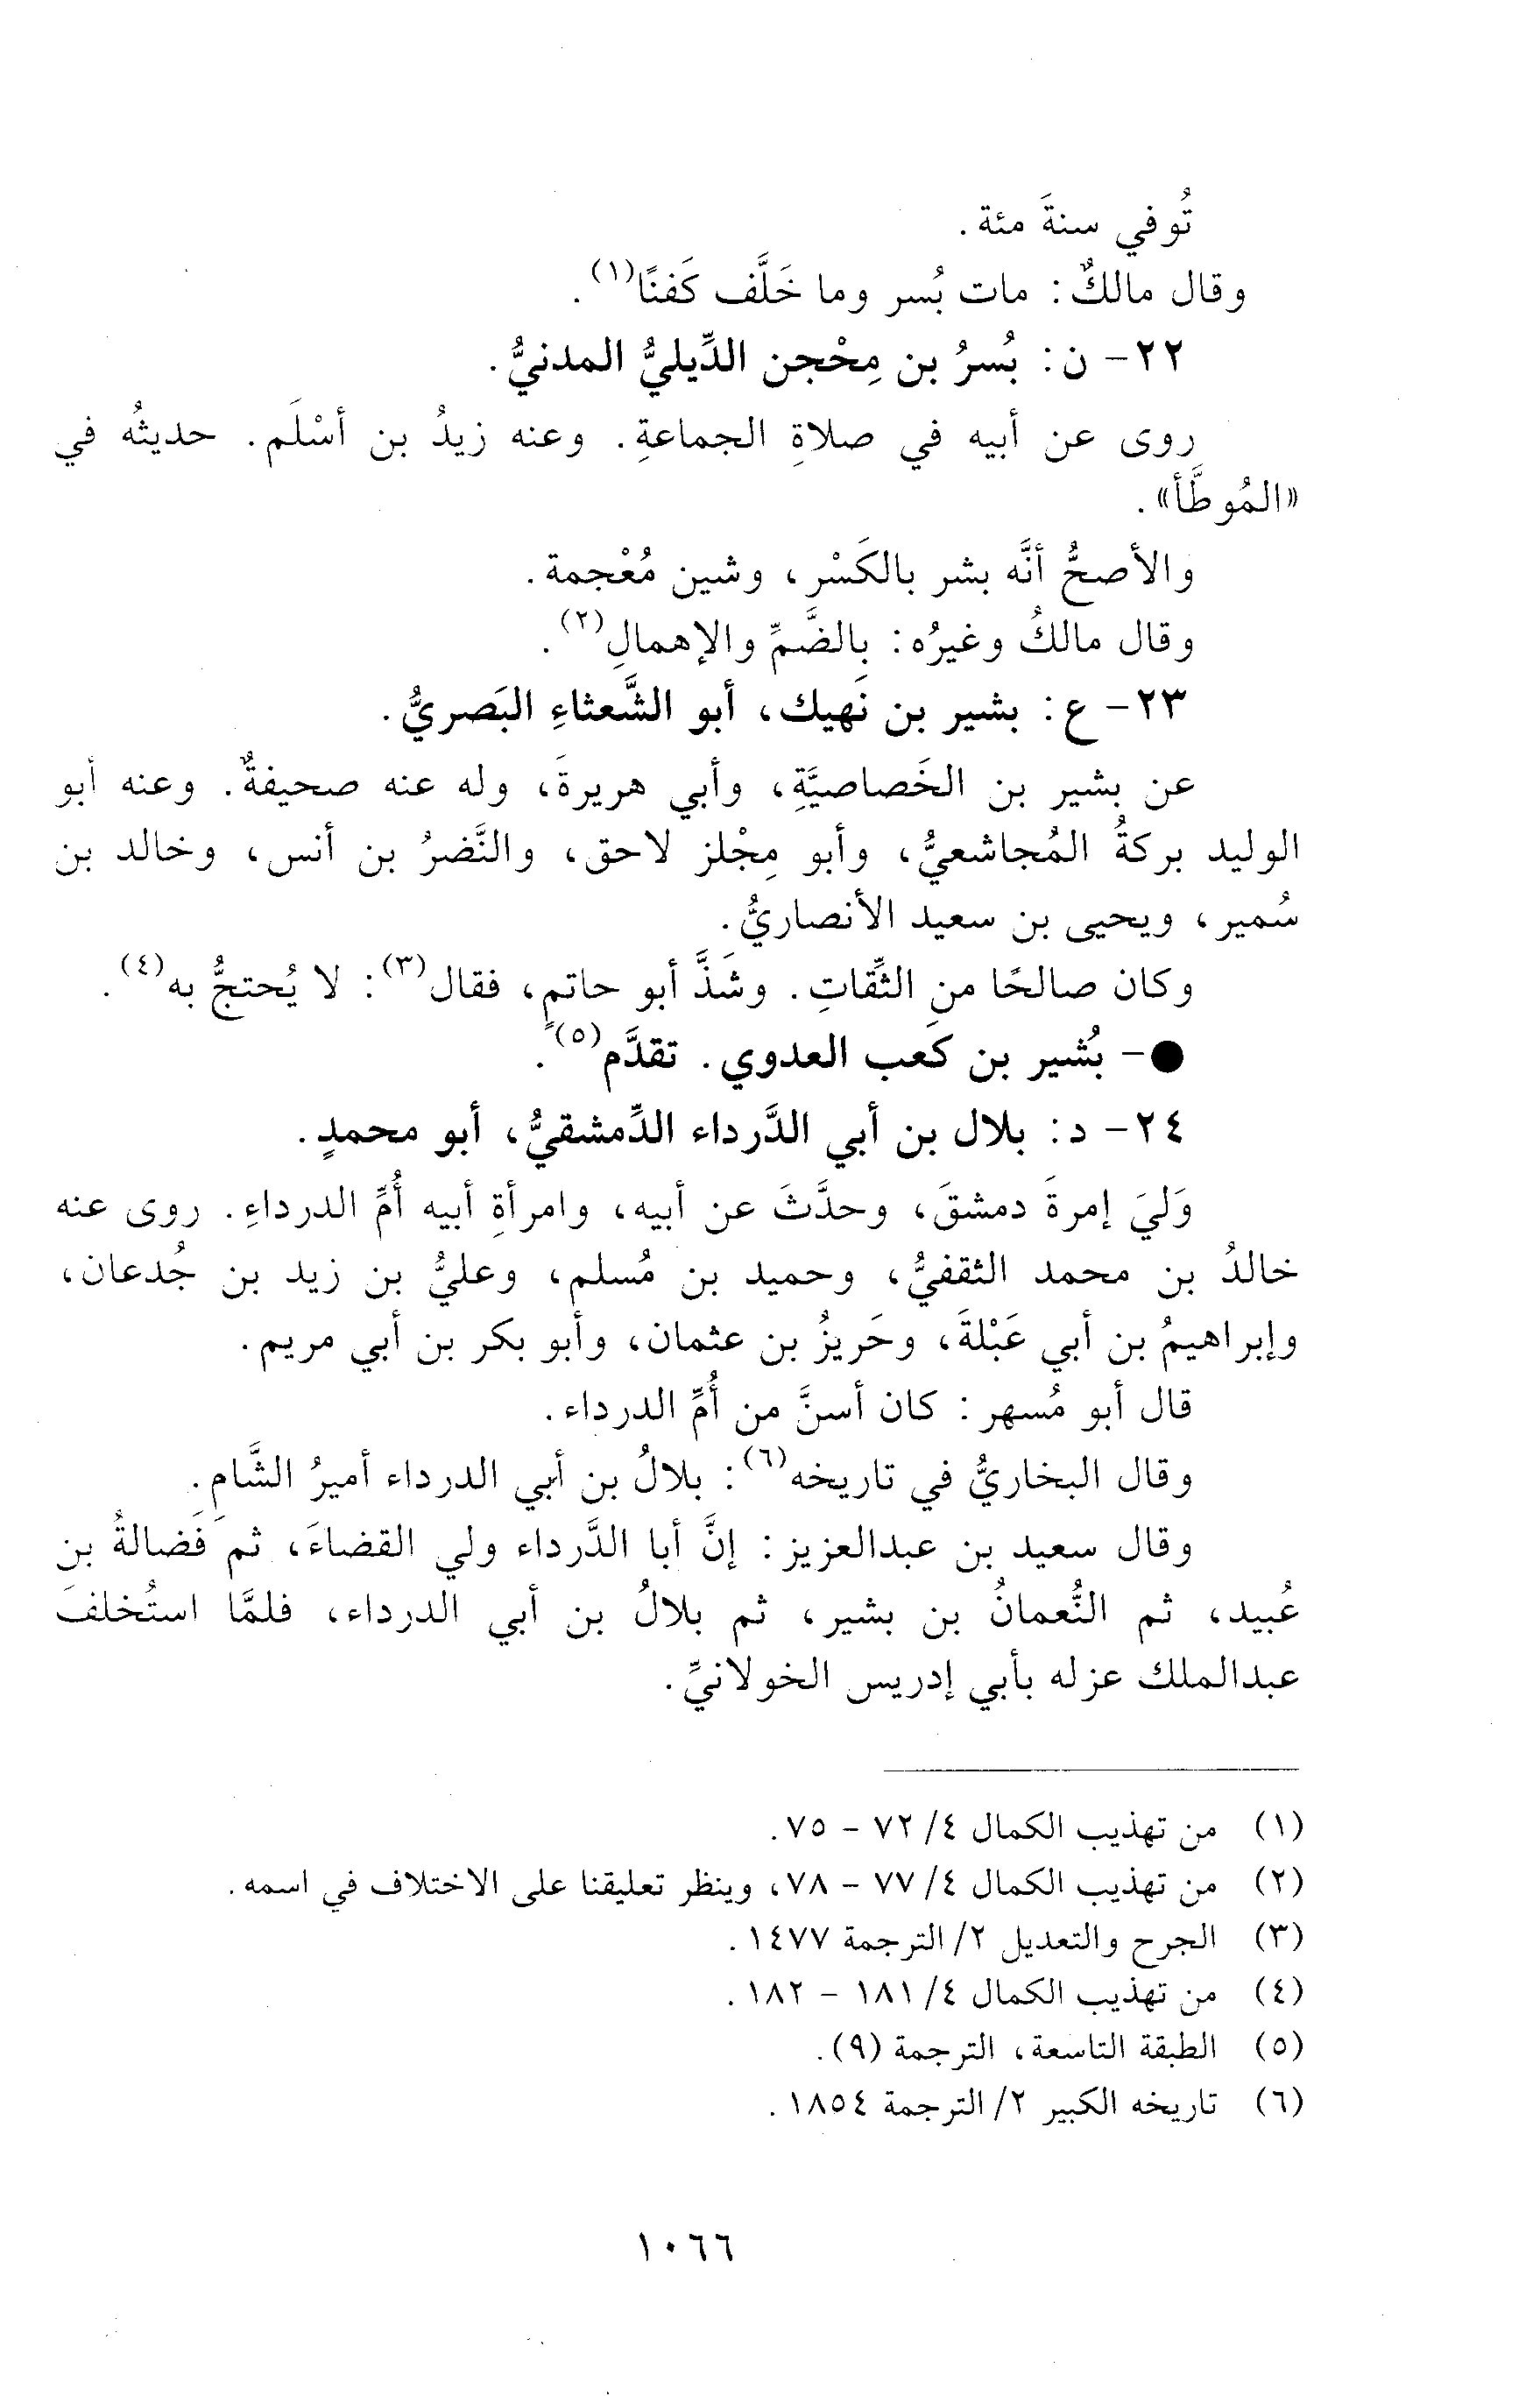 تُوفي سنةَ مئة.
وقال مالكٌ: مات بُسر وما خَلَّف كَفنًا(١).
٢٢- ن: بُسرُ بن مِحْجن الدِّيليُّ المدنيُّ.
روى عن أبيه في صلاةِ الجماعةِ. وعنه زيدُ بن أسْلَم. حديثُه في
«المُوطَّأ».
والأصحُّ أنَّه بشر بالكَسْر، وشين مُعْجمة.
وقال مالكُ وغيرُه: بالضَّمِّ والإهمالِ(٢).
٢٣- ع: بشير بن نَهيك، أبو الشَّعثاءِ البَصريُّ.
عن بشير بن الخَصاصيَّةِ، وأبي هريرةَ، وله عنه صحيفةٌ. وعنه أبو
الوليد بركةُ المُجاشعيُّ، وأبو مِجْلز لاحق، والنَّضرُ بن أنس، وخالد بن
سُمير، ويحيى بن سعيد الأنصاريُّ.
وكان صالحًا من الثِّقاتِ. وشَذَّ أبو حاتمٍ، فقال(٣): لا يُحتجُّ به(٤).
●- بُشير بن كَعب العدوي. تقدَّم(٥).
٢٤- د: بلال بن أبي الدَّرداء الدِّمشقيُّ، أبو محمدٍ.
وَليَ إمرةَ دمشقَ، وحدَّثَ عن أبيه، وامرأةِ أبيه أُمِّ الدرداءِ. روى عنه
خالدُ بن محمد الثقفيُّ، وحميد بن مُسلم، وعليُّ بن زيد بن جُدعان،
وإبراهيمُ بن أبي عَبْلةَ، وحَريزُ بن عثمان، وأبو بكر بن أبي مريم.
قال أبو مُسهر: كان أسنَّ من أُمِّ الدرداء.
وقال البخاريُّ في تاريخه(٦): بلالُ بن أبي الدرداء أميرُ الشَّامِ.
وقال سعيد بن عبدالعزيز: إنَّ أبا الدَّرداء ولي القضاءَ، ثم فَضالةُ بن
عُبيد، ثم النُّعمانُ بن بشير، ثم بلالُ بن أبي الدرداء، فلمَّا استُخلفَ
عبدالملك عزله بأبي إدريس الخولانيِّ.
(١) من تهذيب الكمال ٤/ ٧٢ - ٧٥.
(٢) من تهذيب الكمال ٤/ ٧٧ - ٧٨، وينظر تعليقنا على الاختلاف في اسمه.
(٣) الجرح والتعديل ٢/ الترجمة ١٤٧٧.
(٤) من تهذيب الكمال ٤/ ١٨١ - ١٨٢.
(٥) الطبقة التاسعة، الترجمة (٩).
(٦) تاريخه الكبير ٢/ الترجمة ١٨٥٤.
١٠٦٦